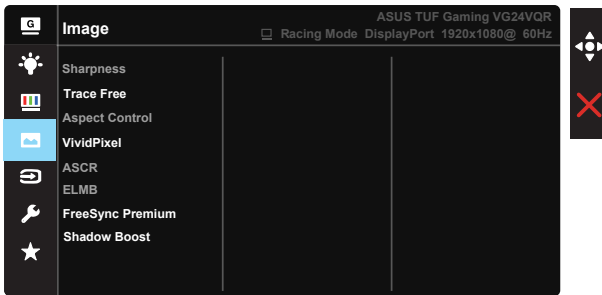 G
Image
ASUS TUF Gaming VG24VQR
Racing Mode DisplayPort 1920x1080@ 60Hz
Sharpness
Trace Free
Aspect Control
VividPixel
ASCR
ELMB
FreeSync Premium
Shadow Boost